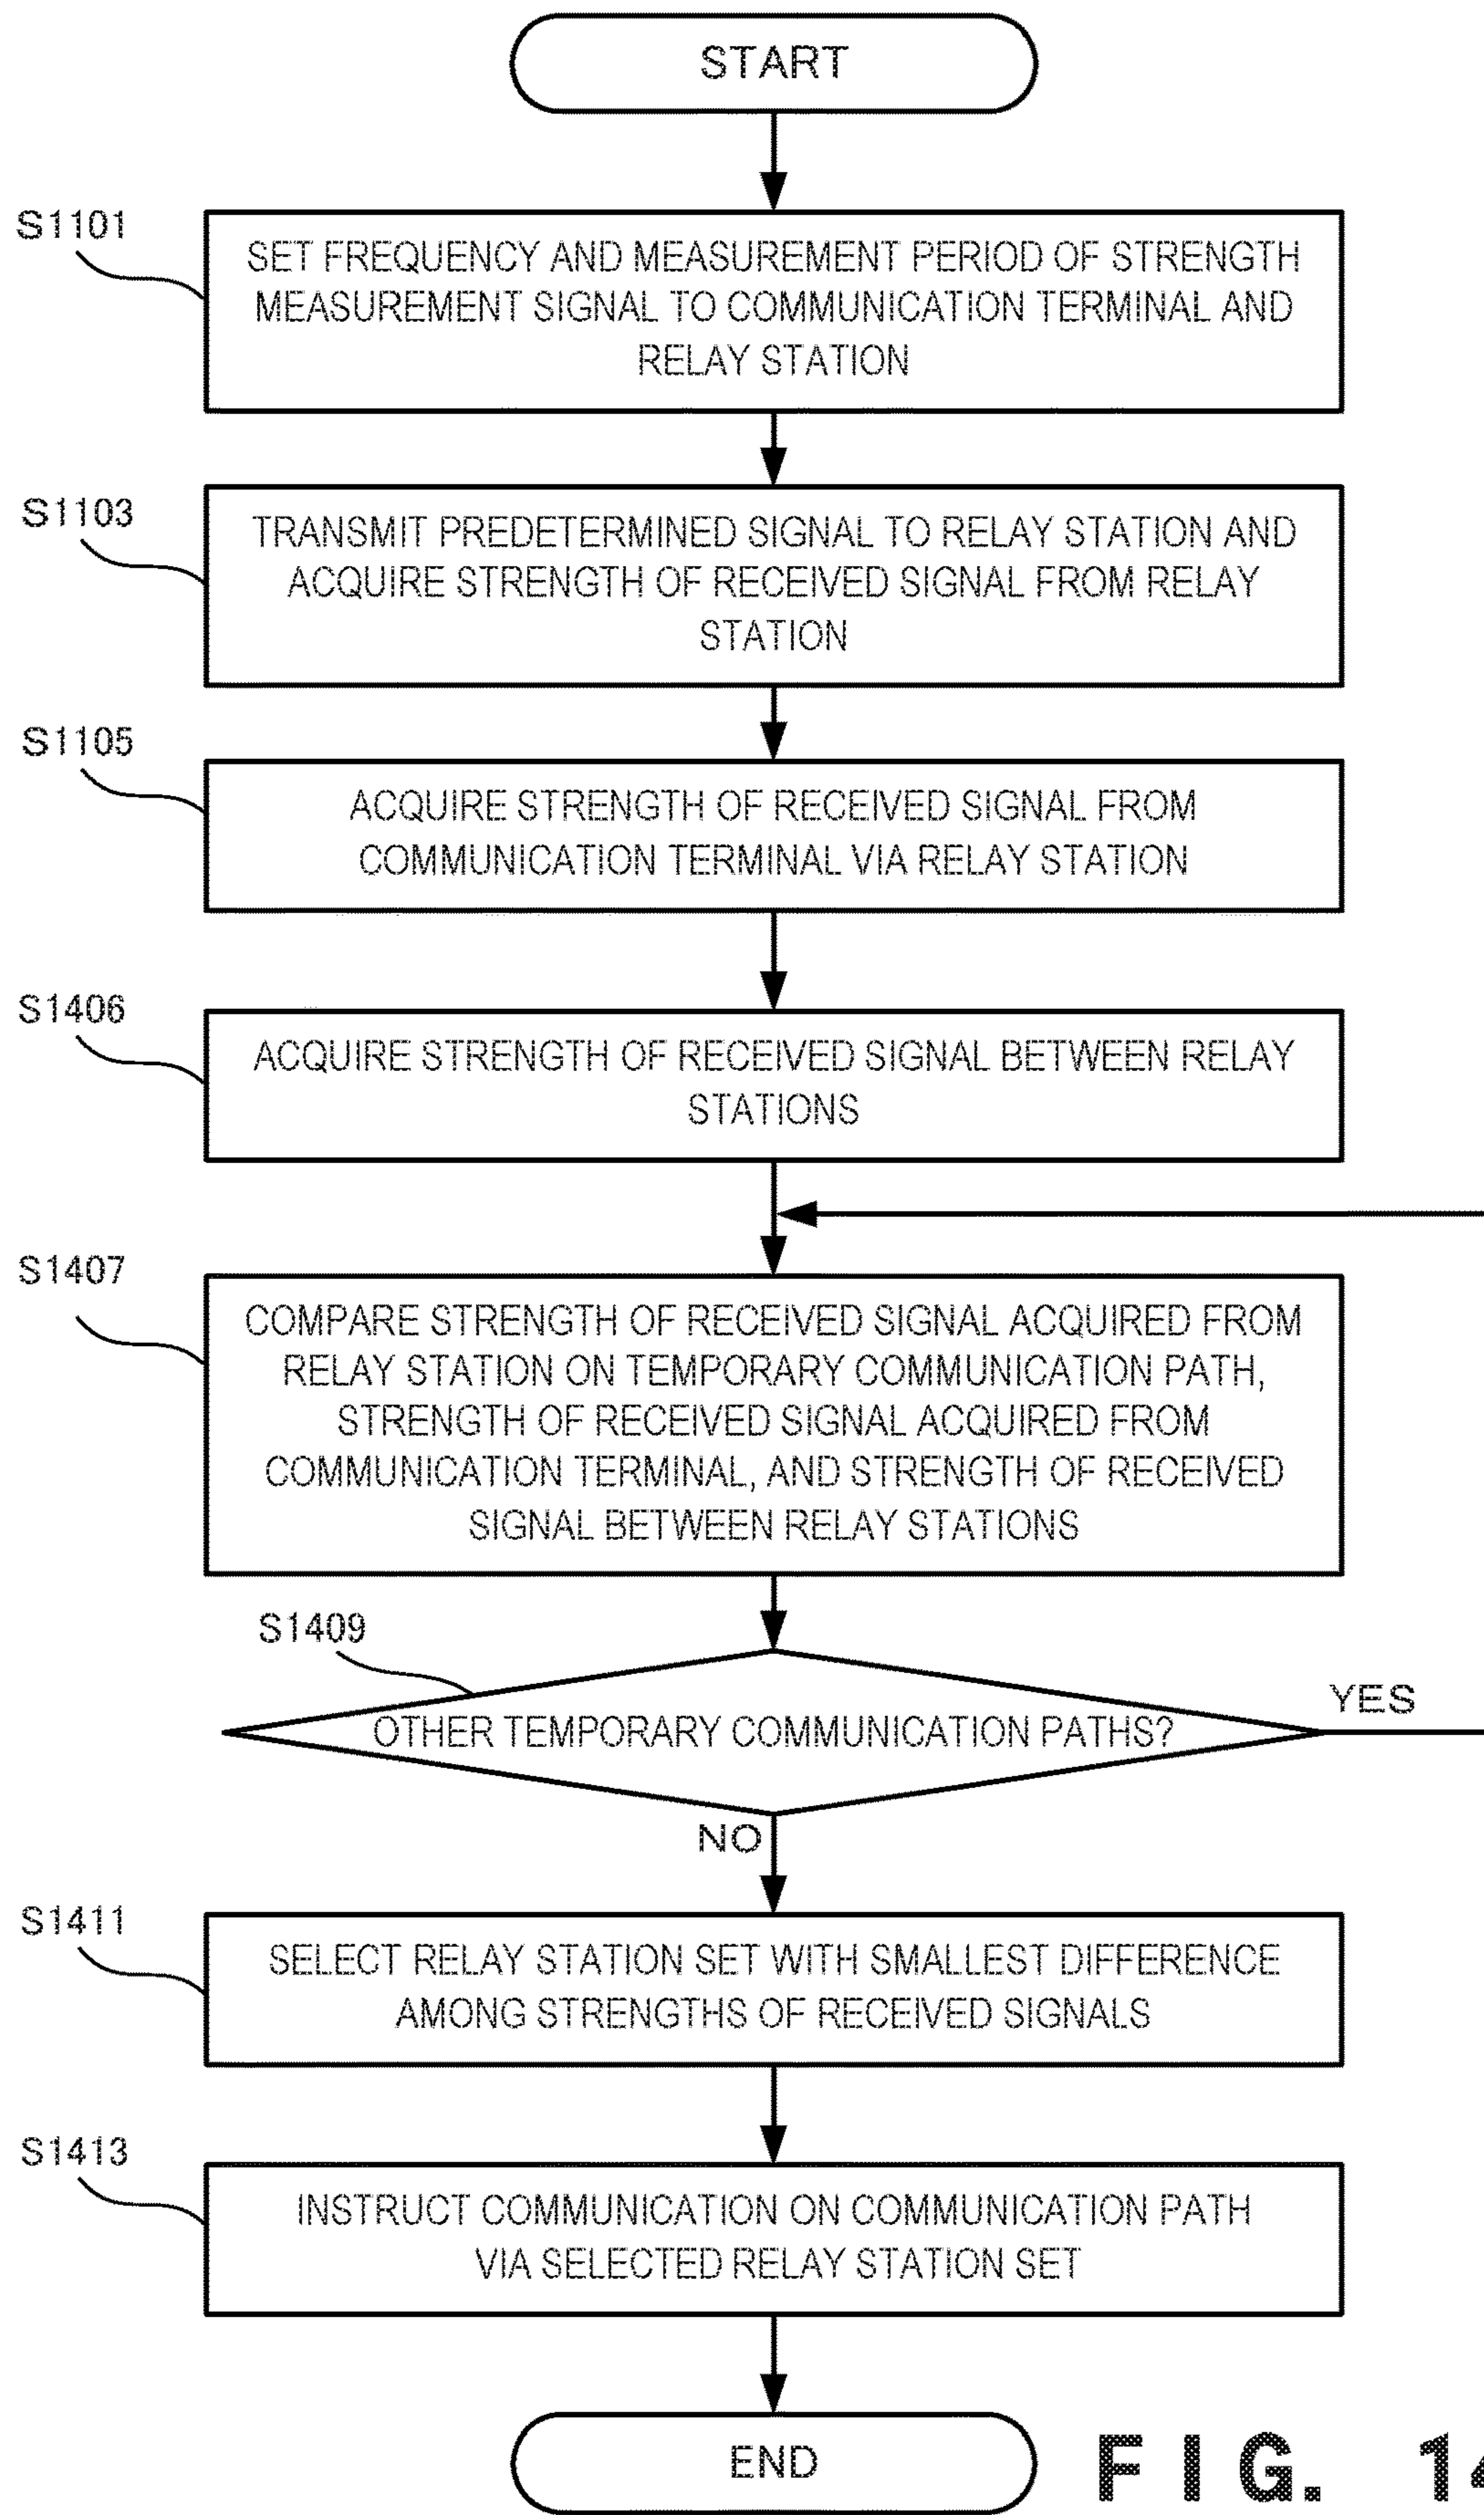 START
S1101
SET FREQUENCY AND MEASUREMENT PERIOD OF STRENGTH
MEASUREMENT SIGNAL TO COMMUNICATION TERMINAL AND
RELAY STATION
S1103
TRANSMIT PREDETERMINED SIGNAL TO RELAY STATION AND
ACQUIRE STRENGTH OF RECEIVED SIGNAL FROM RELAY
STATION
S1105
ACQUIRE STRENGTH OF RECEIVED SIGNAL FROM
COMMUNICATION TERMINAL VIA RELAY STATION
S1406
ACQUIRE STRENGTH OF RECEIVED SIGNAL BETWEEN RELAY
STATIONS
S1407
COMPARE STRENGTH OF RECEIVED SIGNAL ACQUIRED FROM
RELAY STATION ON TEMPORARY COMMUNICATION PATH,
STRENGTH OF RECEIVED SIGNAL ACQUIRED FROM
COMMUNICATION TERMINAL, AND STRENGTH OF RECEIVED
SIGNAL BETWEEN RELAY STATIONS
S1409
OTHER TEMPORARY COMMUNICATION PATHS?
YES
NO
S1411
SELECT RELAY STATION SET WITH SMALLEST DIFFERENCE
AMONG STRENGTHS OF RECEIVED SIGNALS
S1413
INSTRUCT COMMUNICATION ON COMMUNICATION PATH
VIA SELECTED RELAY STATION SET
END
FIG. 14